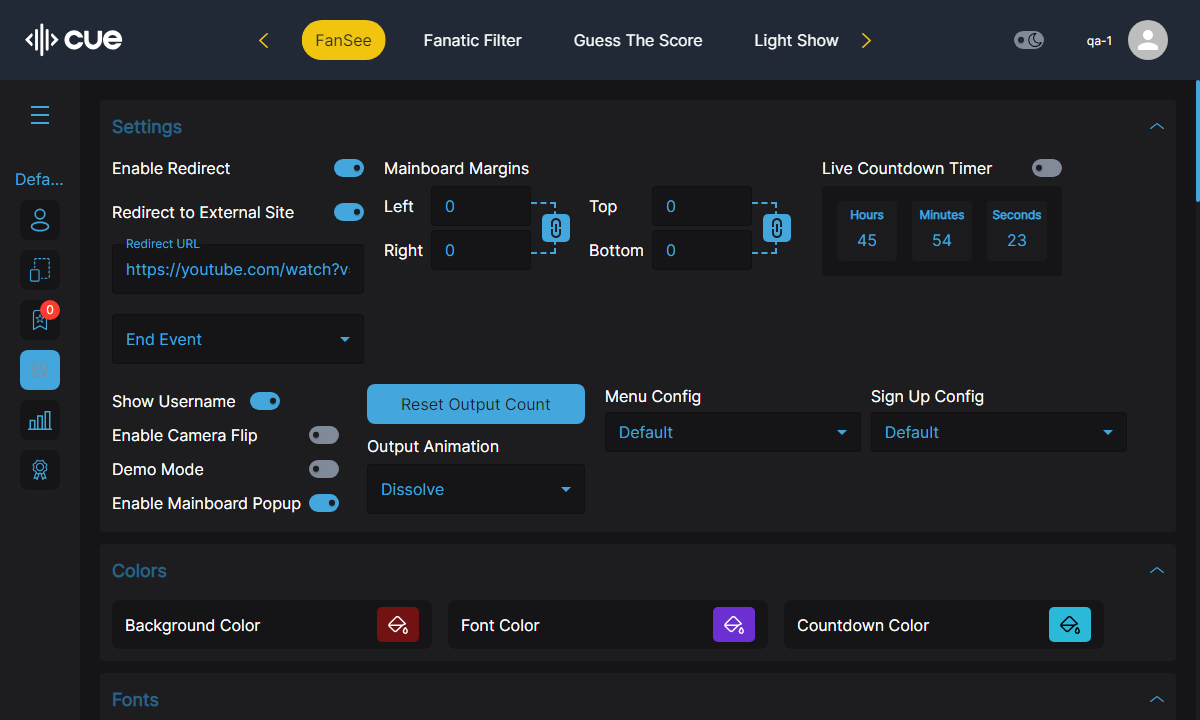 cue
FanSee
Fanatic Filter
Guess The Score
Light Show
qa-1
Defa...
0
Settings
Enable Redirect
Redirect to External Site
Redirect URL
https://youtube.com/watch?v
End Event
Mainboard Margins
Left
0
Right
0
Top
0
Bottom
0
Live Countdown Timer
Hours
Minutes
Seconds
45
54
23
Show Username
Enable Camera Flip
Demo Mode
Enable Mainboard Popup
Reset Output Count
Output Animation
Dissolve
Menu Config
Default
Sign Up Config
Default
Colors
Background Color
Font Color
Countdown Color
Fonts